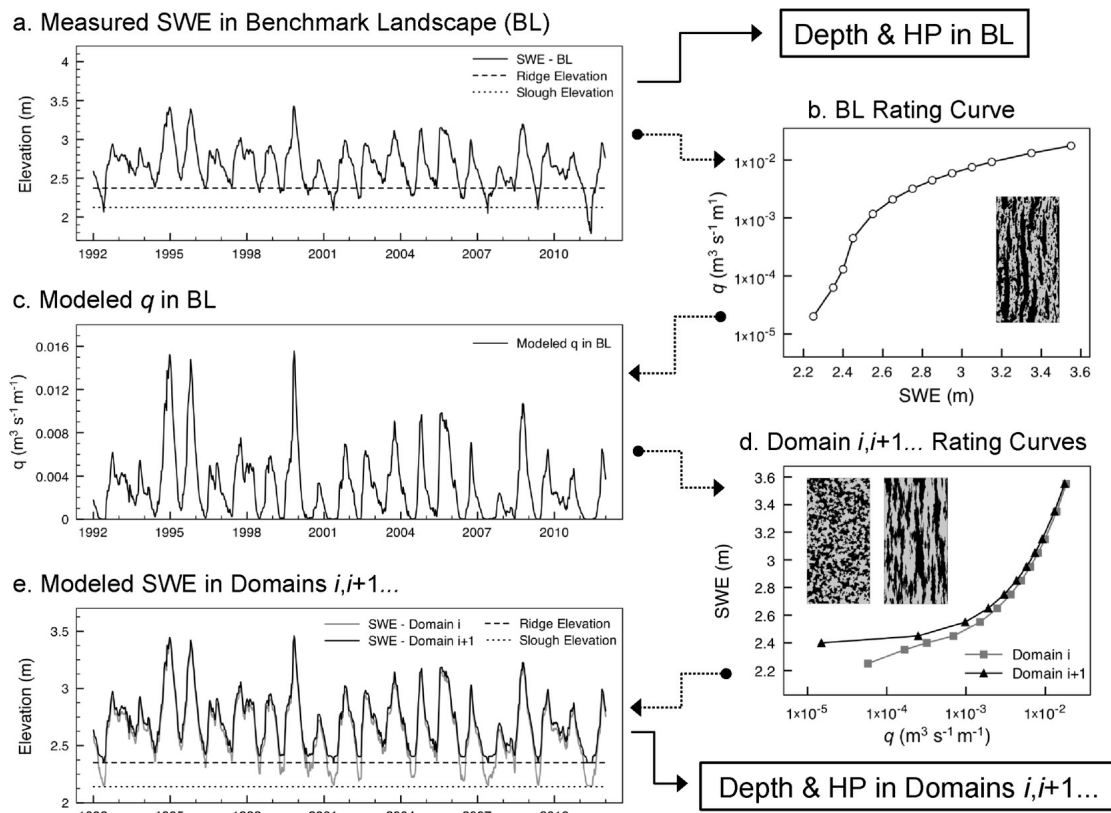 a. Measured SWE in Benchmark Landscape (BL)
Elevation (m)
4
3.5
3
2.5
2
SWE - BL
Ridge Elevation
Slough Elevation
1992
1995
1998
2001
2004
2007
2010
Depth & HP in BL
b. BL Rating Curve
q (m³ s⁻¹ m¹)
1x10⁻²
1x10⁻³
1x10⁻⁴
1x10⁻⁵
2.2 2.4 2.6 2.8 3 3.2 3.4 3.6
SWE (m)
c. Modeled q in BL
q (m³ s⁻¹ m⁻¹)
0.016
0.012
0.008
0.004
0
Modeled q in BL
1992
1995
1998
2001
2004
2007
2010
d. Domain i,i+1... Rating Curves
SWE (m)
3.6
3.4
3.2
3
2.8
2.6
2.4
2.2
Domain i
Domain i+1
1x10⁻⁵ 1x10⁻⁴ 1x10⁻³ 1x10⁻²
q (m³ s⁻¹ m⁻¹)
e. Modeled SWE in Domains i,i+1...
Elevation (m)
3.5
3
2.5
2
SWE - Domain i
SWE - Domain i+1
Ridge Elevation
Slough Elevation
Depth & HP in Domains i,i+1...